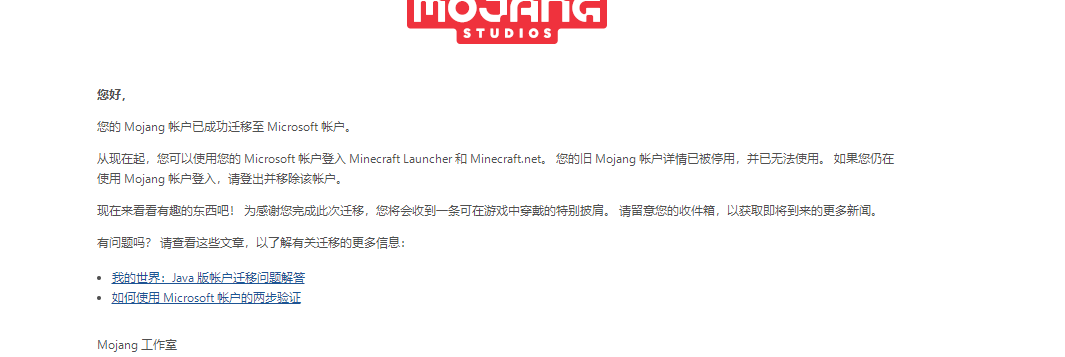 MOJANG
STUDIOS
您好，
您的 Mojang 帐户已成功迁移至 Microsoft 帐户。
从现在起，您可以使用您的 Microsoft 帐户登入 Minecraft Launcher 和 Minecraft.net。 您的旧 Mojang 帐户详情已被停用，并已无法使用。 如果您仍在
使用 Mojang 帐户登入，请登出并移除该帐户。
现在来看看有趣的东西吧！ 为感谢您完成此次迁移，您将会收到一条可在游戏中穿戴的特别披肩。 请留意您的收件箱，以获取即将到来的更多新闻。
有问题吗？ 请查看这些文章，以了解有关迁移的更多信息：
• 我的世界：Java 版帐户迁移问题解答
• 如何使用 Microsoft 帐户的两步验证
Mojang 工作室